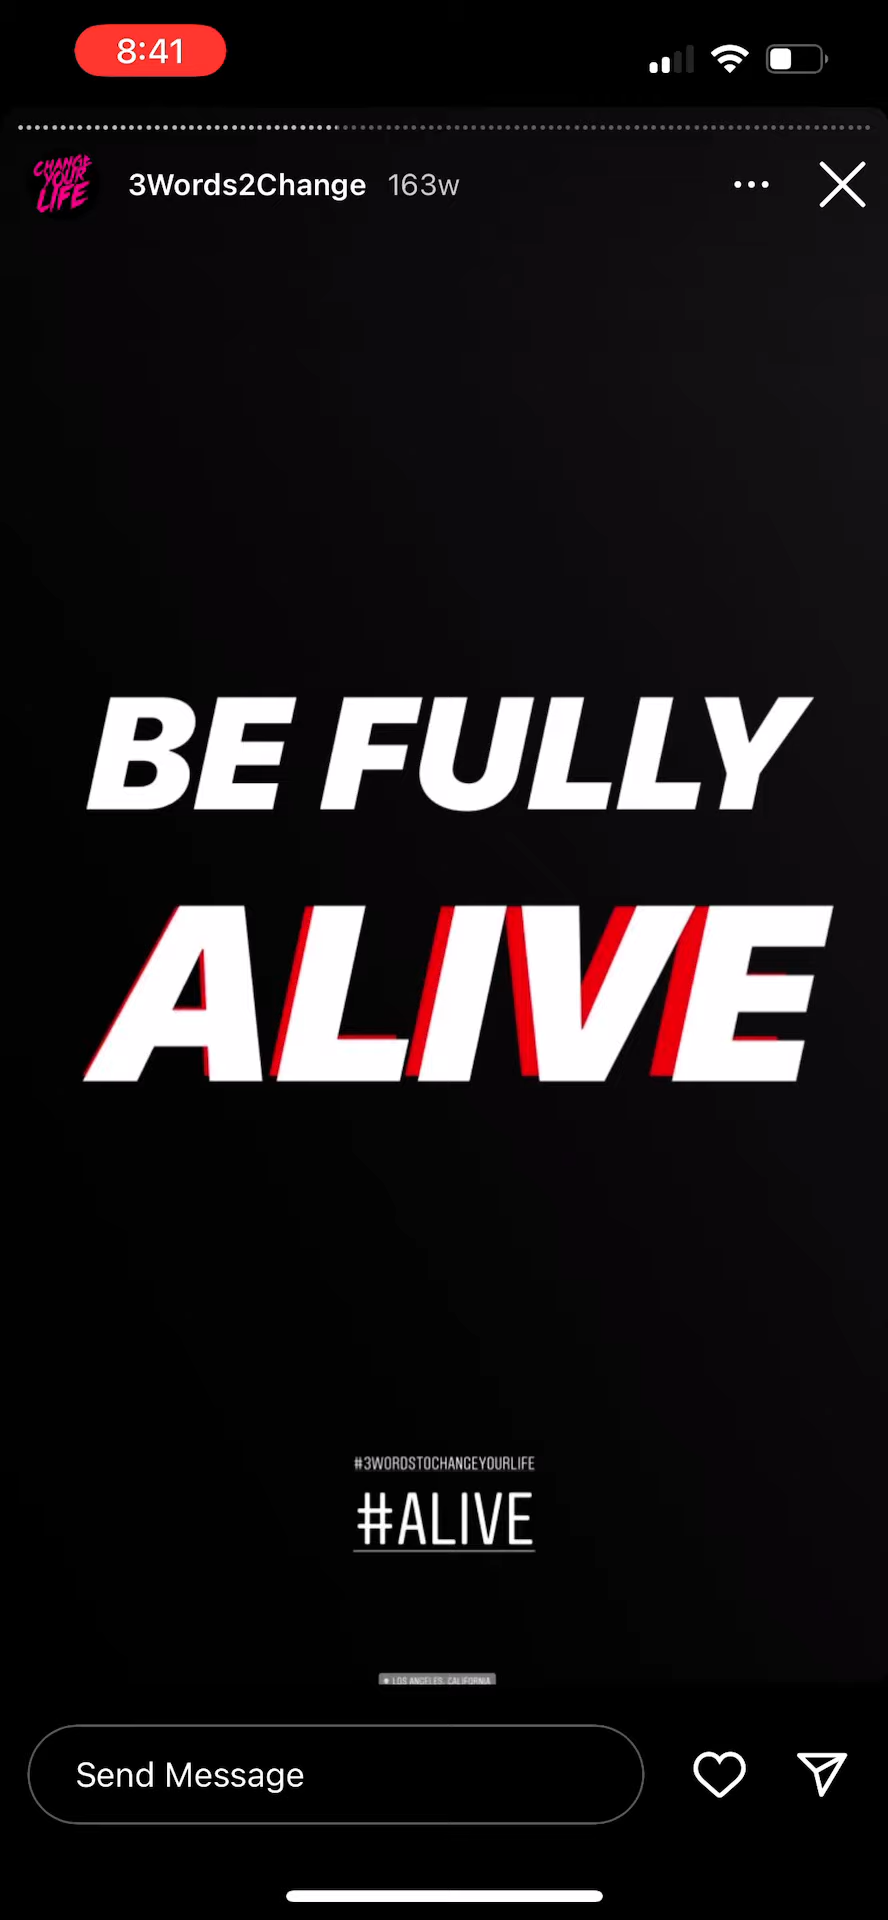 8:41
CHANGE
YOUR
LIFE
3Words2Change 163w
BE FULLY
ALIVE
#3WORDSTOCHANGEYOURLIFE
#ALIVE
LOS ANGELES, CALIFORNIA
Send Message